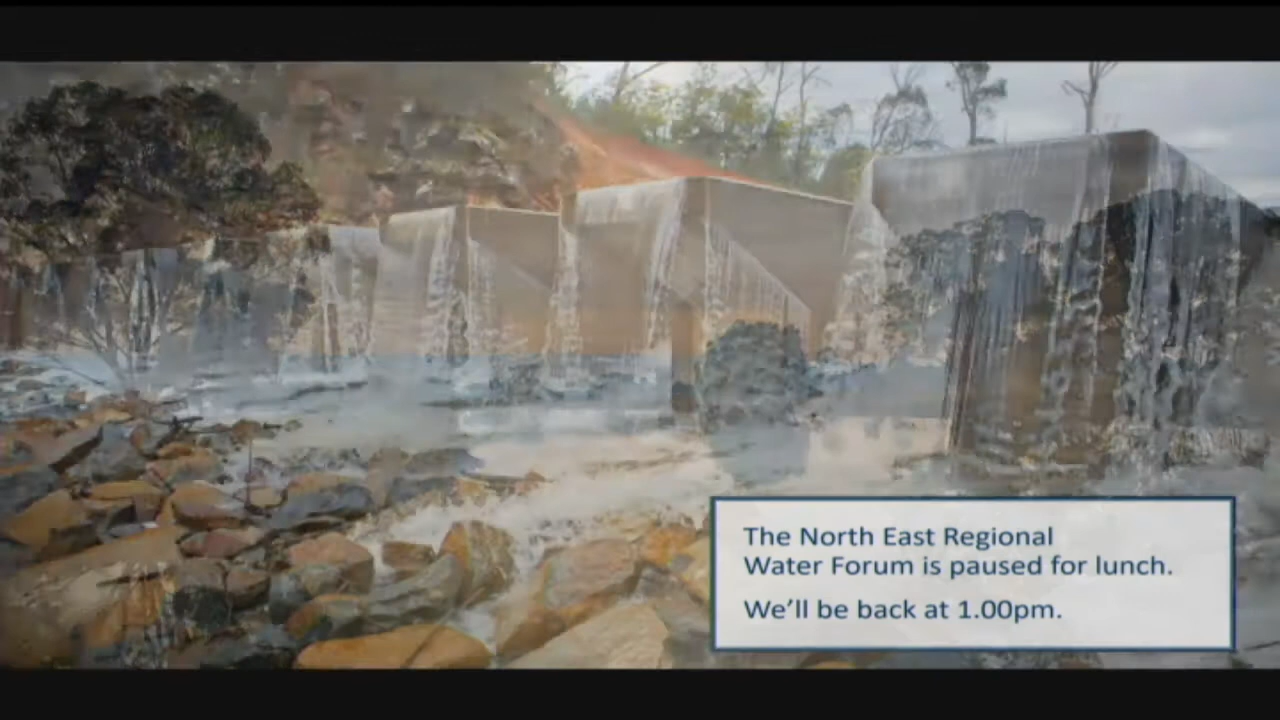 The North East Regional
Water Forum is paused for lunch.
We'll be back at 1.00pm.